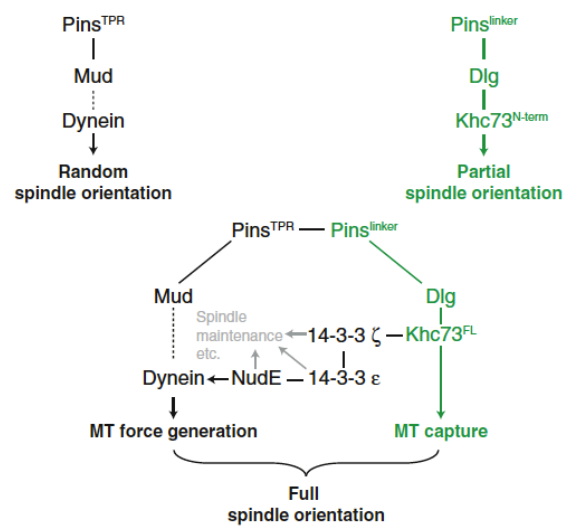 Pins^TPR
Mud
Dynein
Random
spindle orientation
Pins^linker
Dlg
Khc73^N-term
Partial
spindle orientation
Pins^TPR Pins^linker
Mud Dlg
Spindle
maintenance 14-3-3 ζ Khc73^FL
etc.
Dynein NudE 14-3-3 ε
MT force generation MT capture
Full
spindle orientation